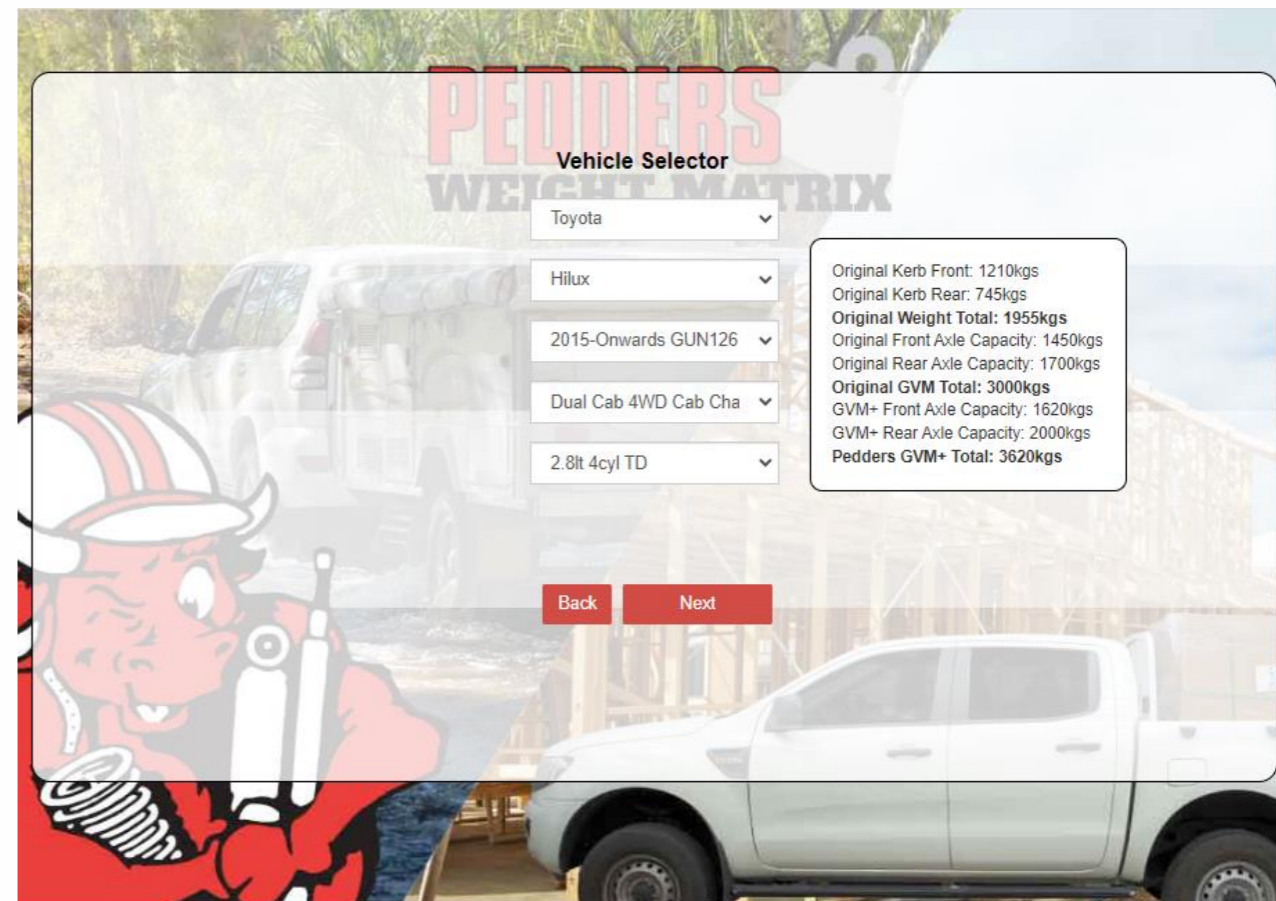 PEDDERS
WEIGHT MATRIX
Vehicle Selector
Toyota
Hilux
2015-Onwards GUN126
Dual Cab 4WD Cab Cha
2.8lt 4cyl TD
Original Kerb Front: 1210kgs
Original Kerb Rear: 745kgs
Original Weight Total: 1955kgs
Original Front Axle Capacity: 1450kgs
Original Rear Axle Capacity: 1700kgs
Original GVM Total: 3000kgs
GVM+ Front Axle Capacity: 1620kgs
GVM+ Rear Axle Capacity: 2000kgs
Pedders GVM+ Total: 3620kgs
Back
Next